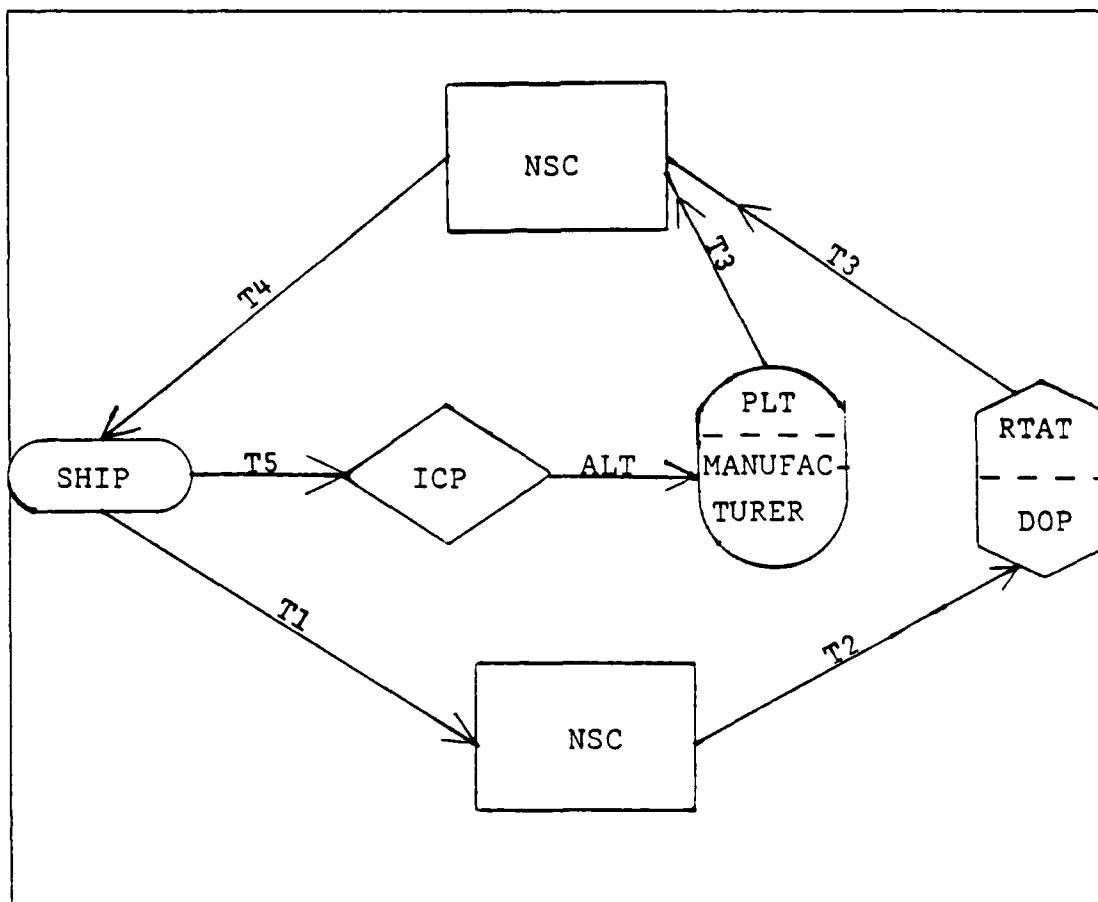 NSC
T4
T3
T3
SHIP
T5
ICP
ALT
PLT
MANUFAC-
TURER
RTAT
DOP
T1
T2
NSC